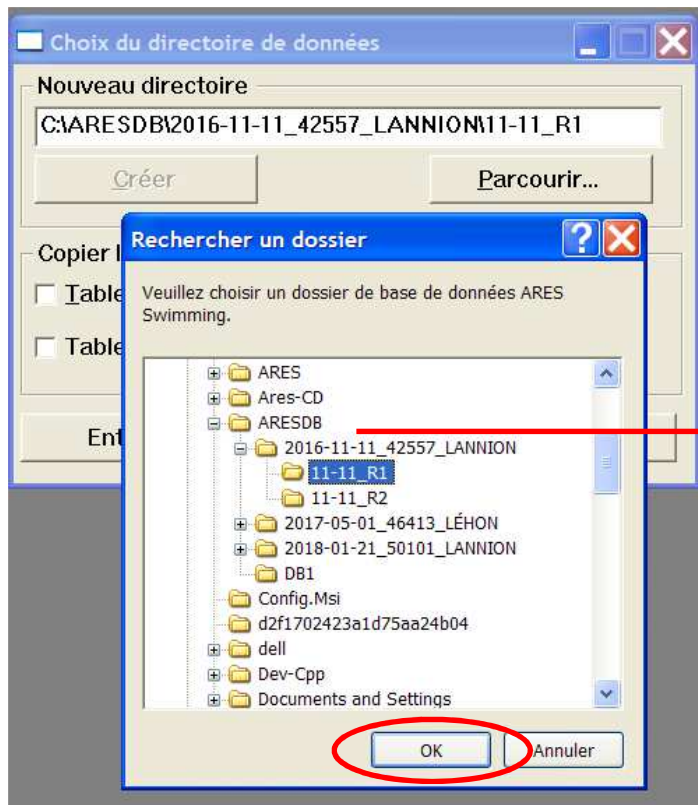 Choix du directoire de données
Nouveau directoire
C:\ARESDB\2016-11-11_42557_LANNION\11-11_R1
Créer
Parcourir...
Copier
Table
Table
Ent
Rechercher un dossier
Veuillez choisir un dossier de base de données ARES
Swimming.
ARES
Ares-CD
ARESDB
2016-11-11_42557_LANNION
11-11_R1
11-11_R2
2017-05-01_46413_LÉHON
2018-01-21_50101_LANNION
DB1
Config.Msi
d2f1702423a1d75aa24b04
dell
Dev-Cpp
Documents and Settings
OK
Annuler